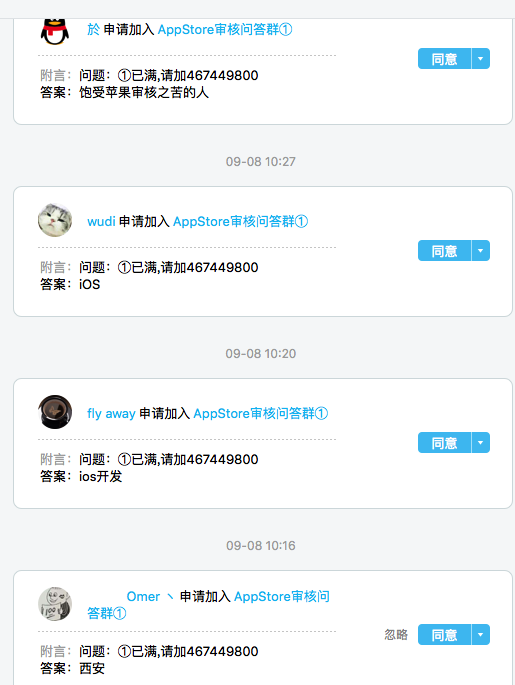 於 申请加入 AppStore审核问答群①
同意
附言：问题：①已满,请加467449800
答案：饱受苹果审核之苦的人
09-08 10:27
wudi 申请加入 AppStore审核问答群①
同意
附言：问题：①已满,请加467449800
答案：iOS
09-08 10:20
fly away 申请加入 AppStore审核问答群①
同意
附言：问题：①已满,请加467449800
答案：ios开发
09-08 10:16
Omer 丶 申请加入 AppStore审核问
答群①
忽略 同意
附言：问题：①已满,请加467449800
答案：西安